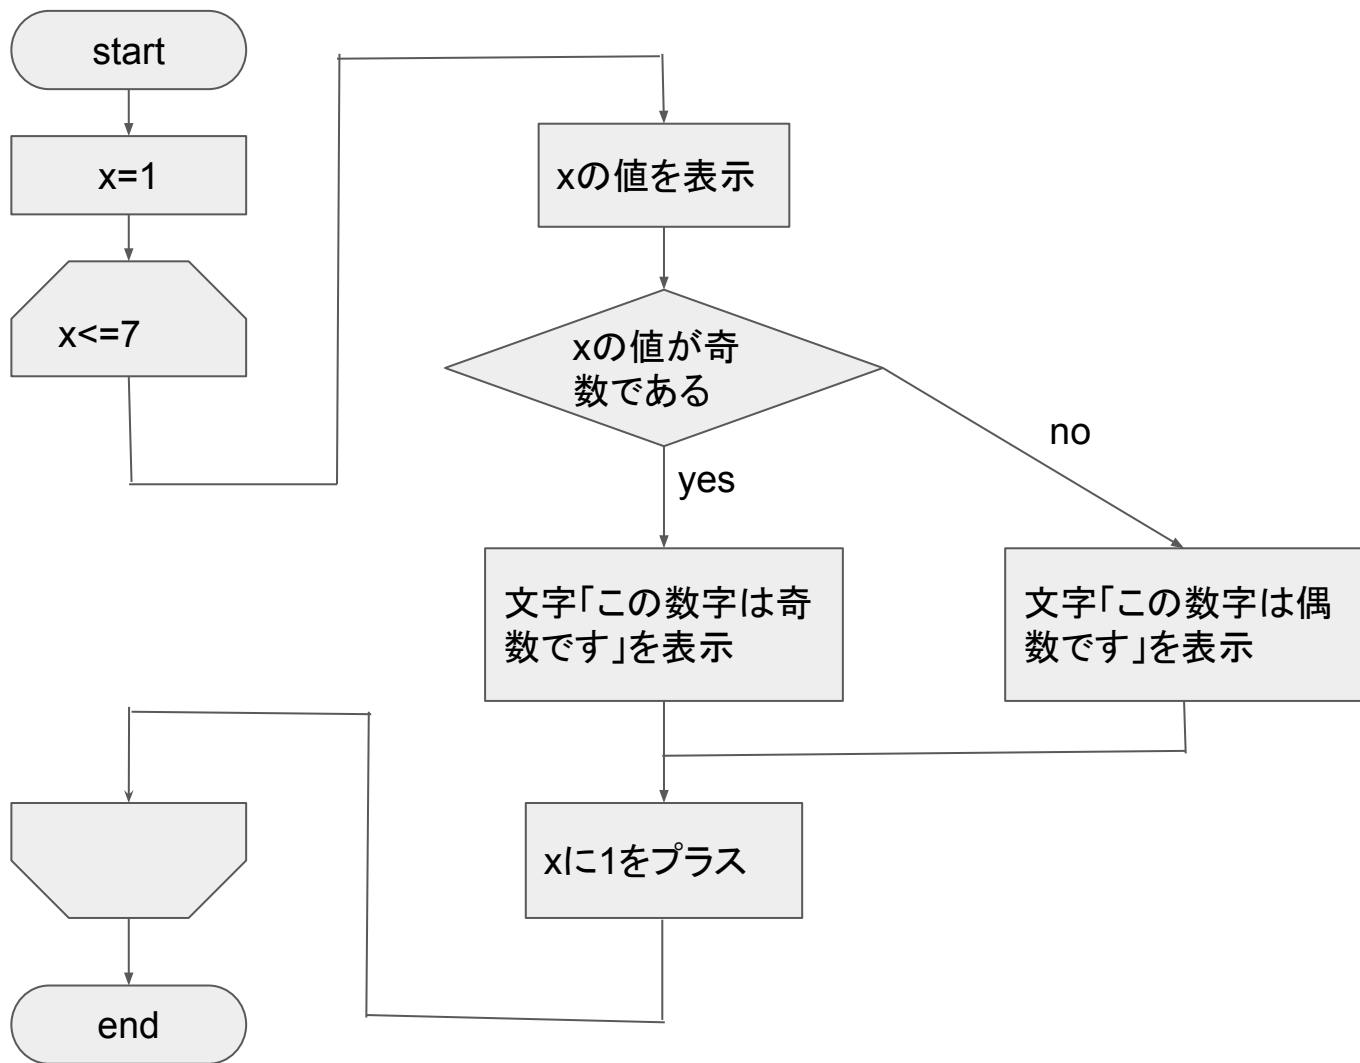 start
x=1
x<=7
xの値を表示
xの値が奇
数である
yes
no
文字「この数字は奇
数です」を表示
文字「この数字は偶
数です」を表示
xに1をプラス
end